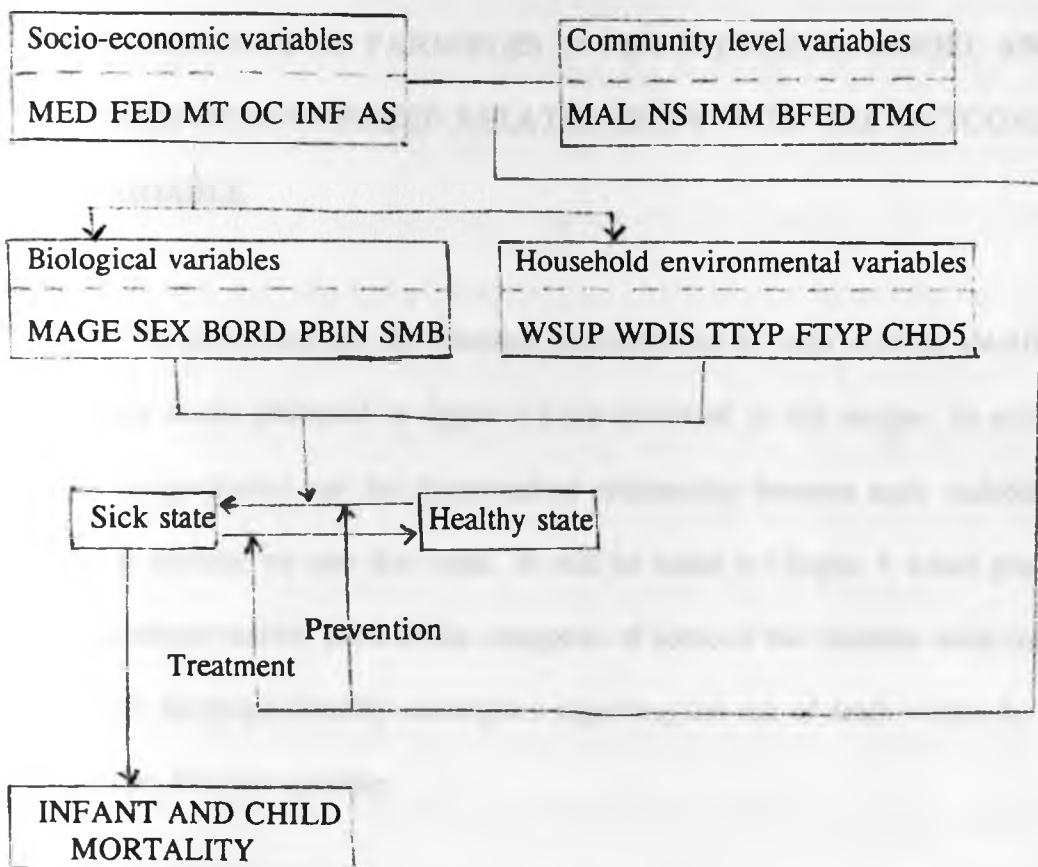 Socio-economic variables
Community level variables
MED FED MT OC INF AS
MAL NS IMM BFED TMC
Biological variables
Household environmental variables
MAGE SEX BORD PBIN SMB
WSUP WDIS TTYP FTYP CHD5
Sick state
Healthy state
Prevention
Treatment
INFANT AND CHILD
MORTALITY